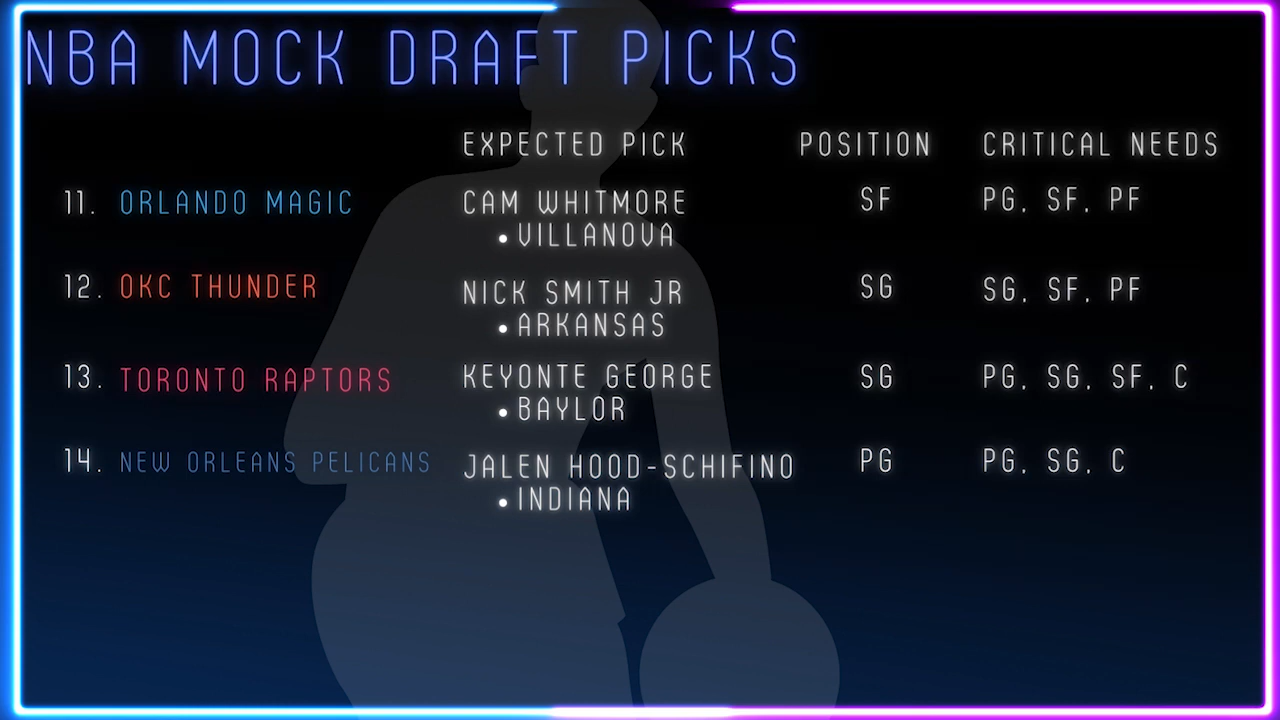 NBA MOCK DRAFT PICKS
EXPECTED PICK POSITION CRITICAL NEEDS
11. ORLANDO MAGIC CAM WHITMORE SF PG, SF, PF
•VILLANOVA
12. OKC THUNDER NICK SMITH JR SG SG, SF, PF
•ARKANSAS
13. TORONTO RAPTORS KEYONTE GEORGE SG PG, SG, SF, C
•BAYLOR
14. NEW ORLEANS PELICANS JALEN HOOD-SCHIFINO PG PG, SG, C
•INDIANA